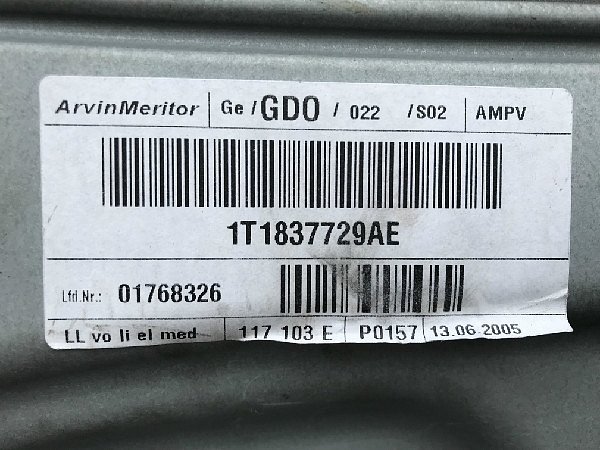 ArvinMeritor Ge /GDO / 022 /S02 AMPV
1T1837729AE
Lfd.Nr.: 01768326
LL vo li el med 117 103 E P0157 13.06.2005